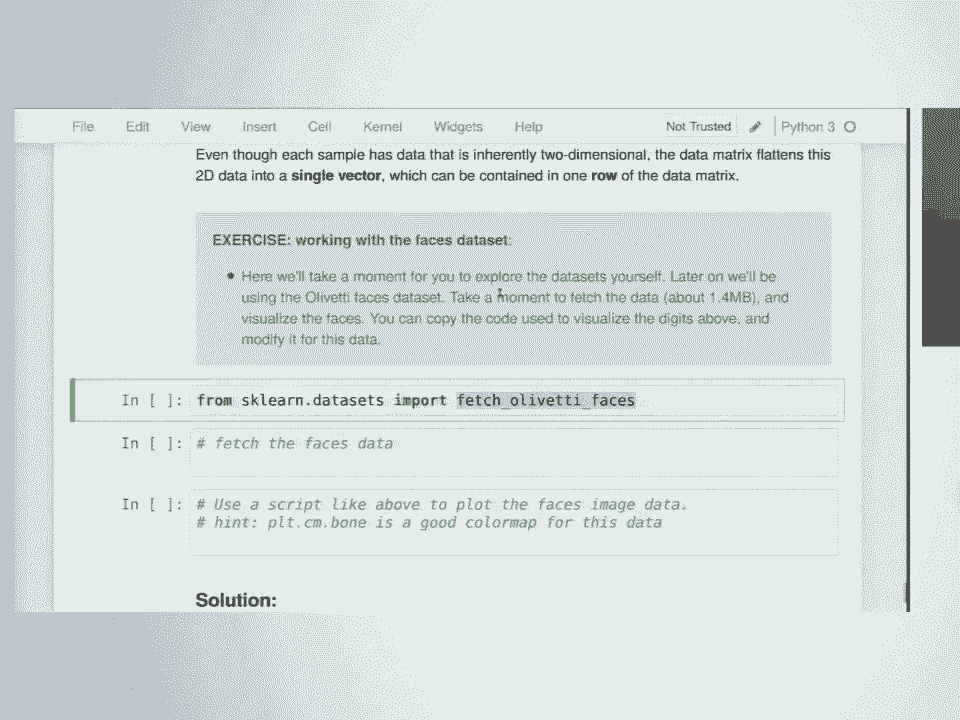 File Edit View Insert Cell Kernel Widgets Help Not Trusted Python 3
Even though each sample has data that is inherently two-dimensional, the data matrix flattens this
2D data into a single vector, which can be contained in one row of the data matrix.
EXERCISE: working with the faces dataset:
Here we'll take a moment for you to explore the datasets yourself. Later on we'll be
using the Olivetti faces dataset. Take a moment to fetch the data (about 1.4MB), and
visualize the faces. You can copy the code used to visualize the digits above, and
modify it for this data.
In [ ]: from sklearn.datasets import fetch_olivetti_faces
In [ ]: # fetch the faces data
In [ ]: # Use a script like above to plot the faces image data.
# hint: plt.cm.bone is a good colormap for this data
Solution: